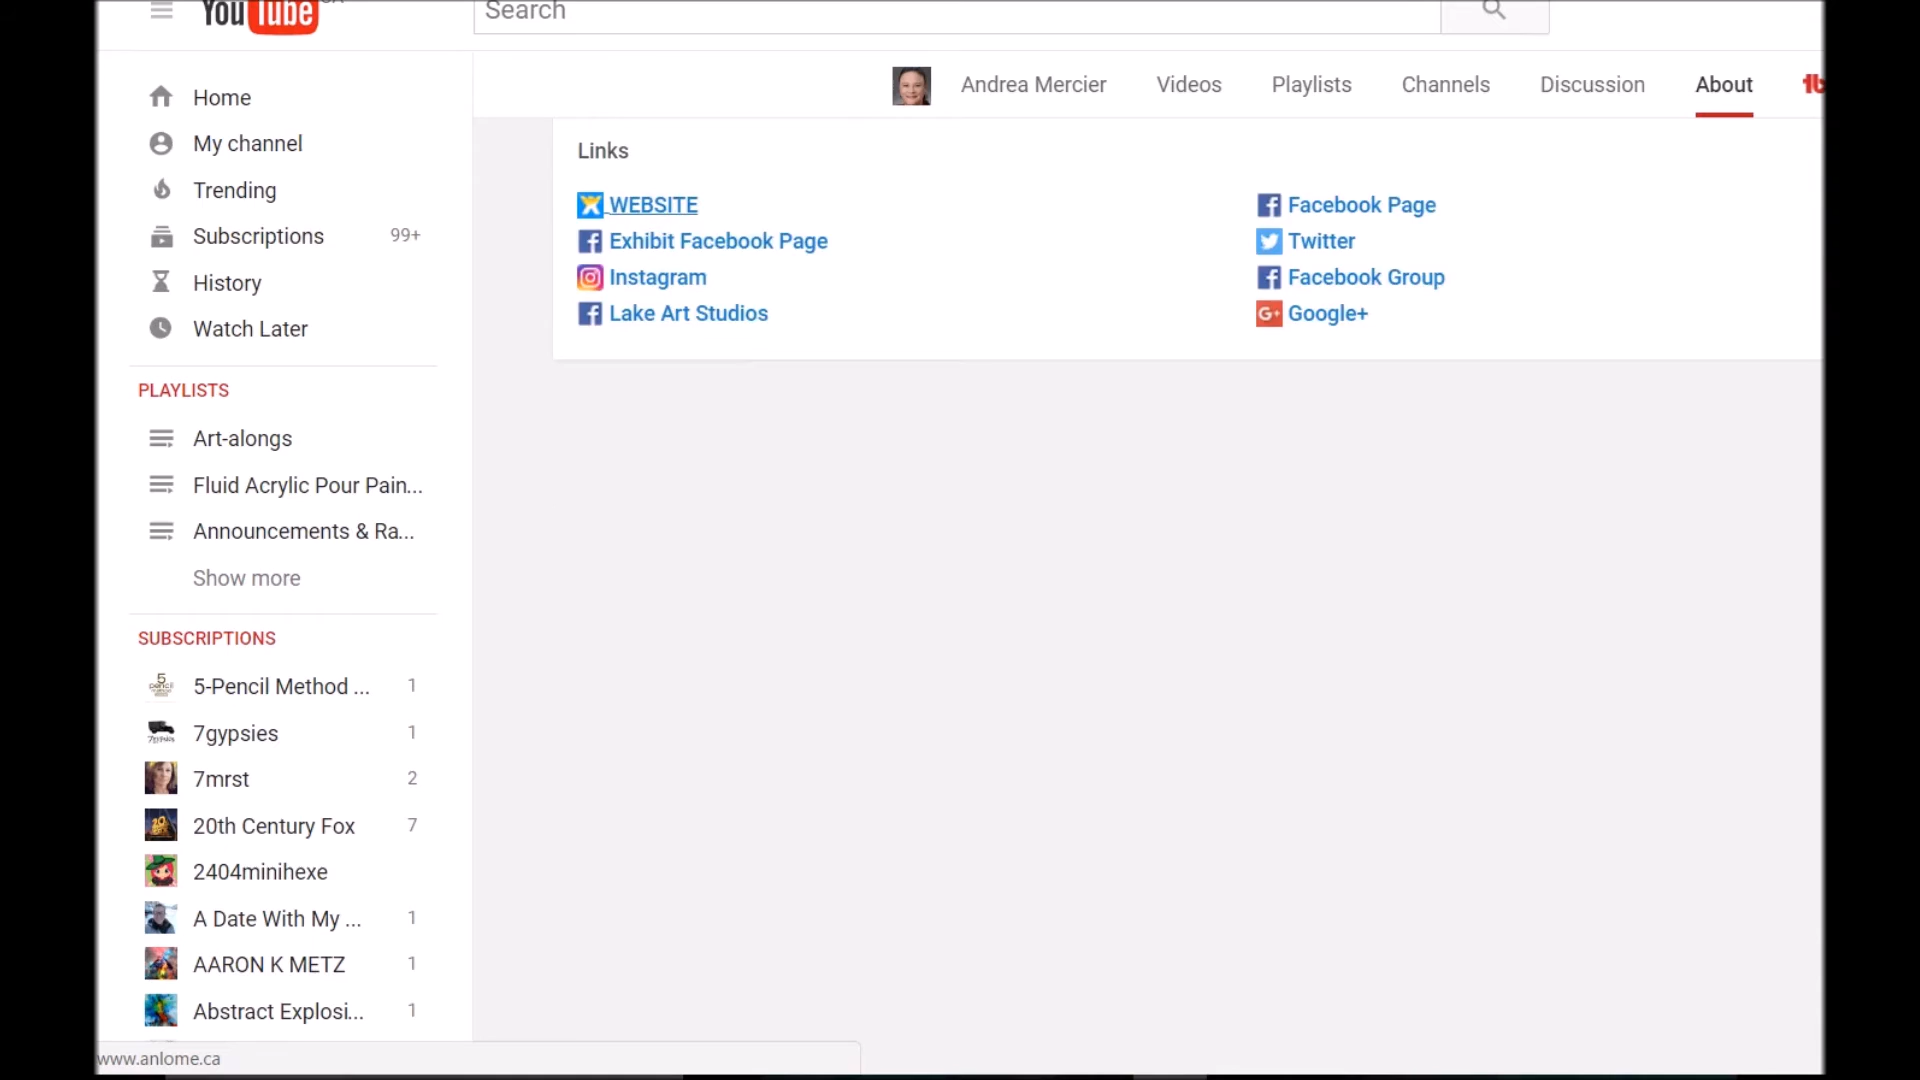 YouTube CA
Search
Home
My channel
Trending
Subscriptions 99+
History
Watch Later
PLAYLISTS
Art-alongs
Fluid Acrylic Pour Pain...
Announcements & Ra...
Show more
SUBSCRIPTIONS
5-Pencil Method ... 1
7gypsies 1
7mrst 2
20th Century Fox 7
2404minihexe
A Date With My ... 1
AARON K METZ 1
Abstract Explosi... 1
Andrea Mercier Videos Playlists Channels Discussion About tb
Links
WEBSITE
Exhibit Facebook Page
Instagram
Lake Art Studios
Facebook Page
Twitter
Facebook Group
Google+
www.anlome.ca